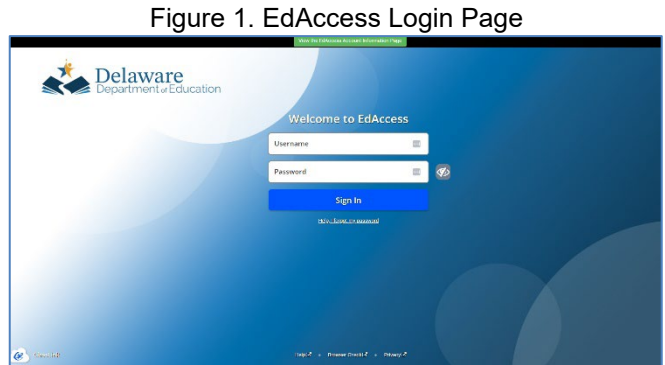 Figure 1. EdAccess Login Page
View the EdAccess Account Information Page
Delaware
Department of Education
Welcome to EdAccess
Username
Password
Sign In
Help, I forgot my password
Help! • Browser Check! • Privacy!